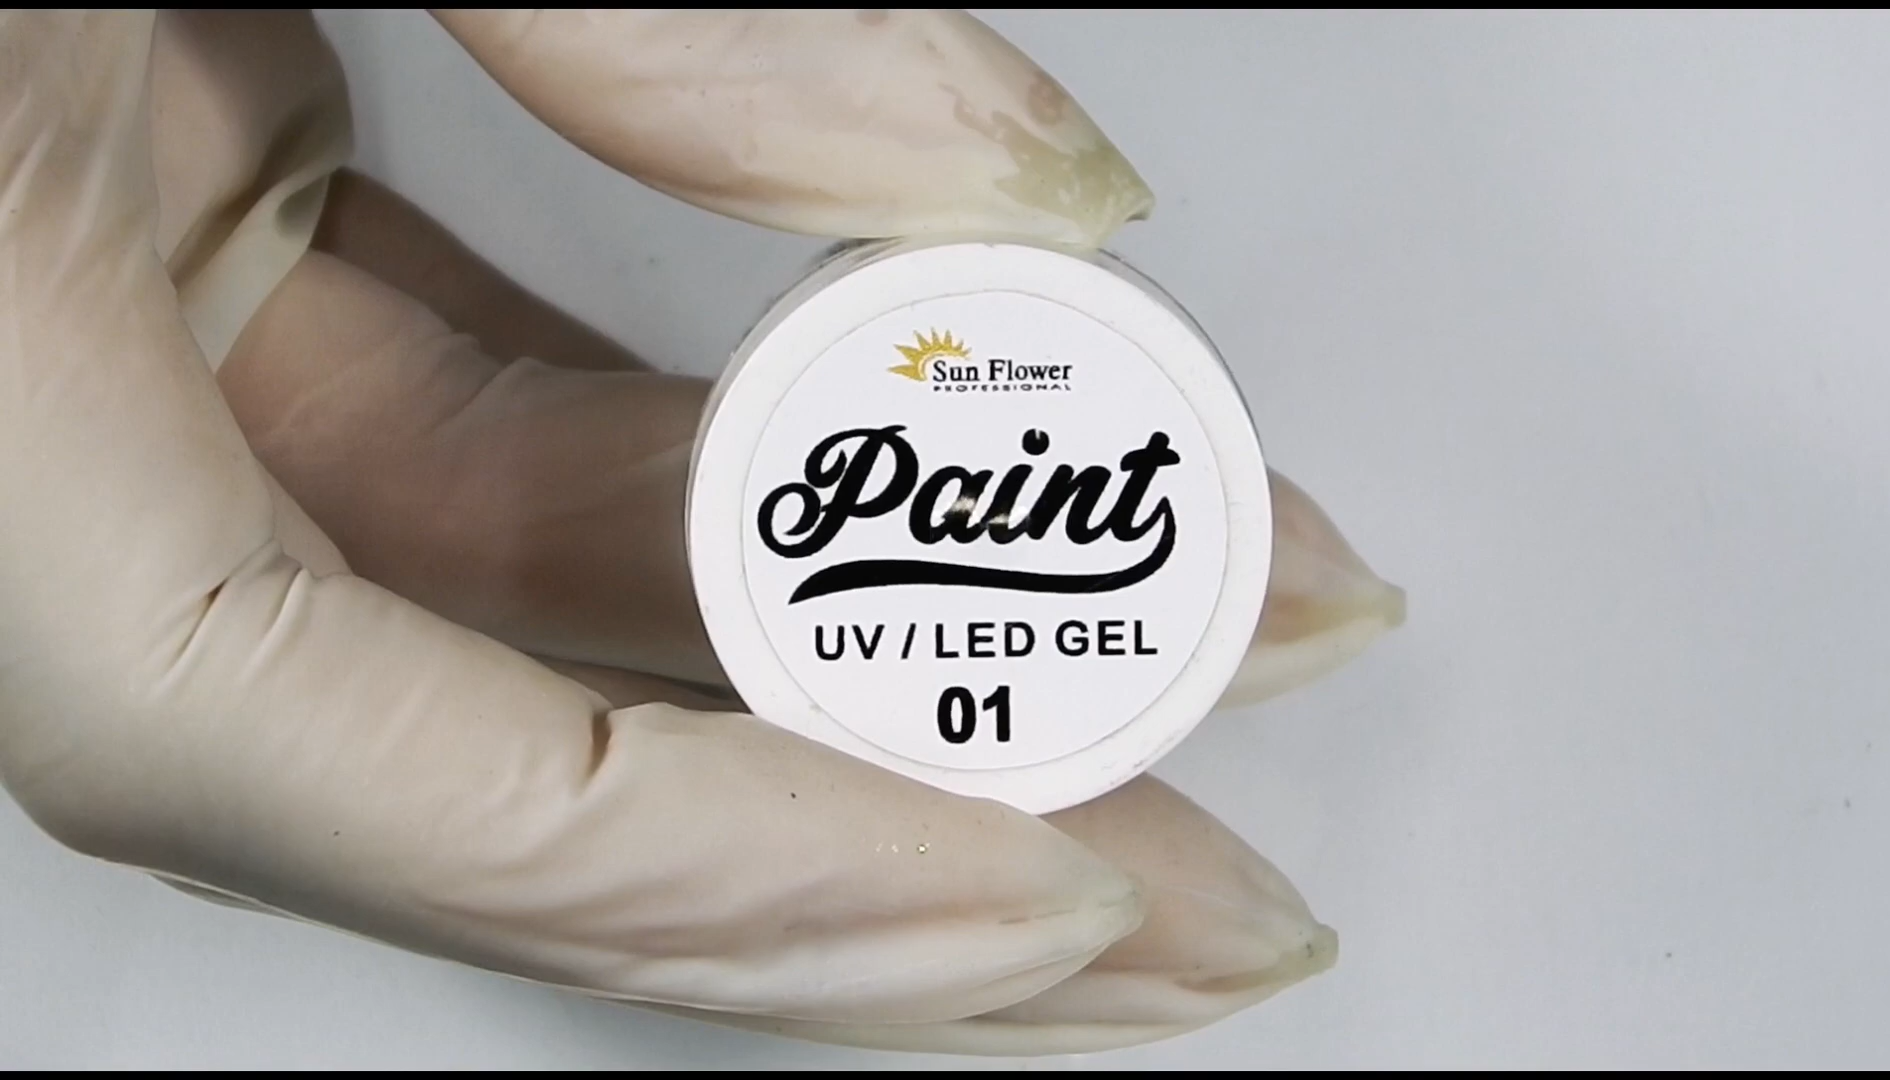 Sun Flower
PROFESSIONAL
Paint
UV / LED GEL
01